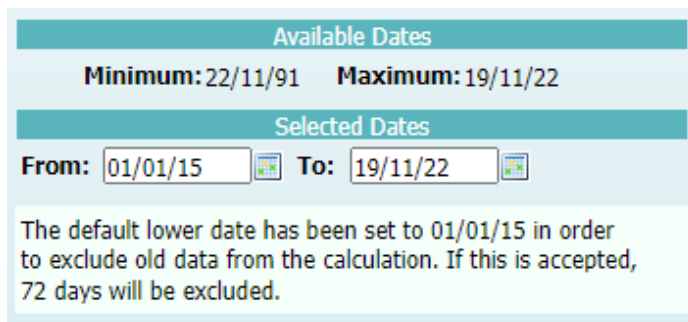 Available Dates
Minimum: 22/11/91 Maximum: 19/11/22
Selected Dates
From: 01/01/15 To: 19/11/22
The default lower date has been set to 01/01/15 in order
to exclude old data from the calculation. If this is accepted,
72 days will be excluded.